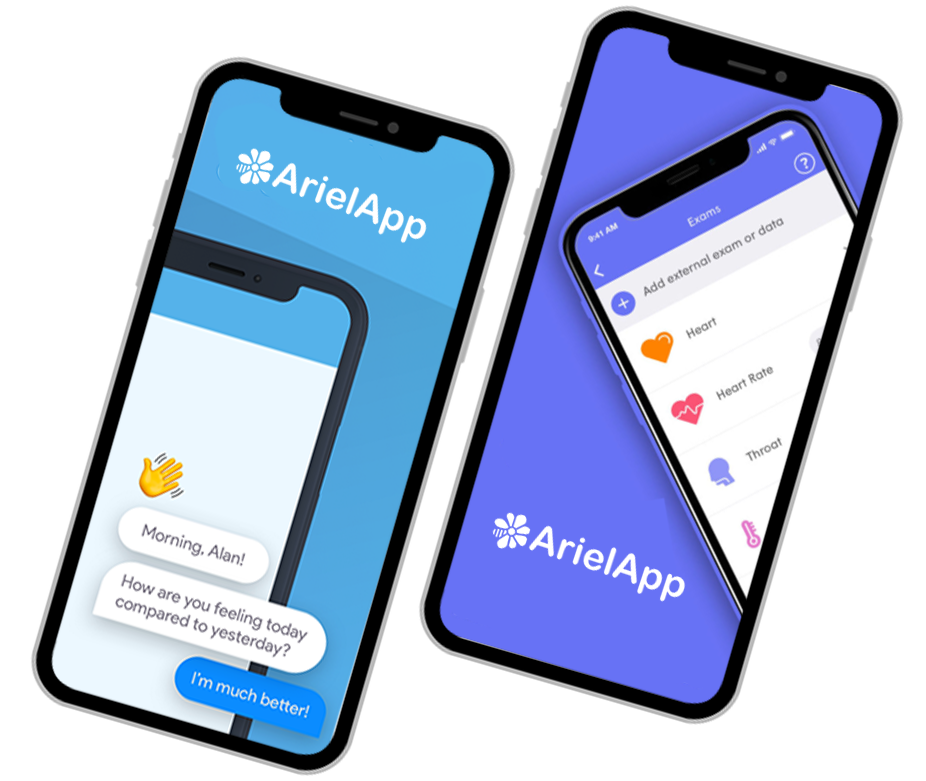 ArielApp
Morning, Alan!
How are you feeling today
compared to yesterday?
I'm much better!
9:41 AM
Exams
?
Add external exam or data
Heart
Heart Rate
Throat
ArielApp